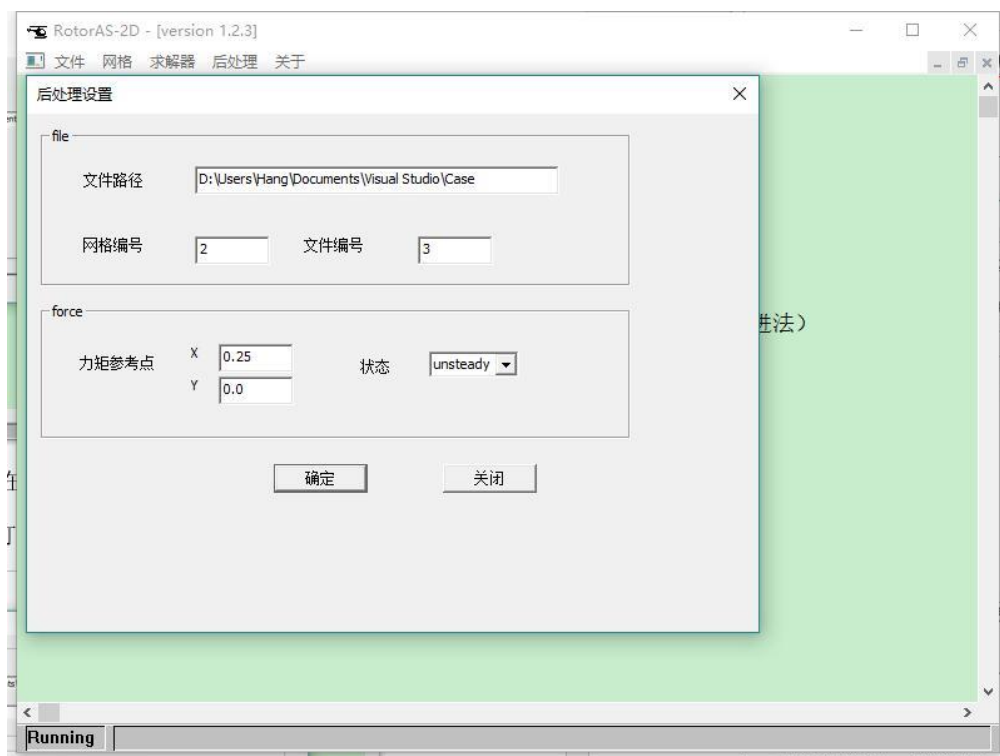 RotorAS-2D - [version 1.2.3]
文件 网格 求解器 后处理 关于
后处理设置
file
文件路径 D:\Users\Hang\Documents\Visual Studio\Case
网格编号 2 文件编号 3
force
进法）
力矩参考点 X 0.25 状态 unsteady
Y 0.0
确定 关闭
Running